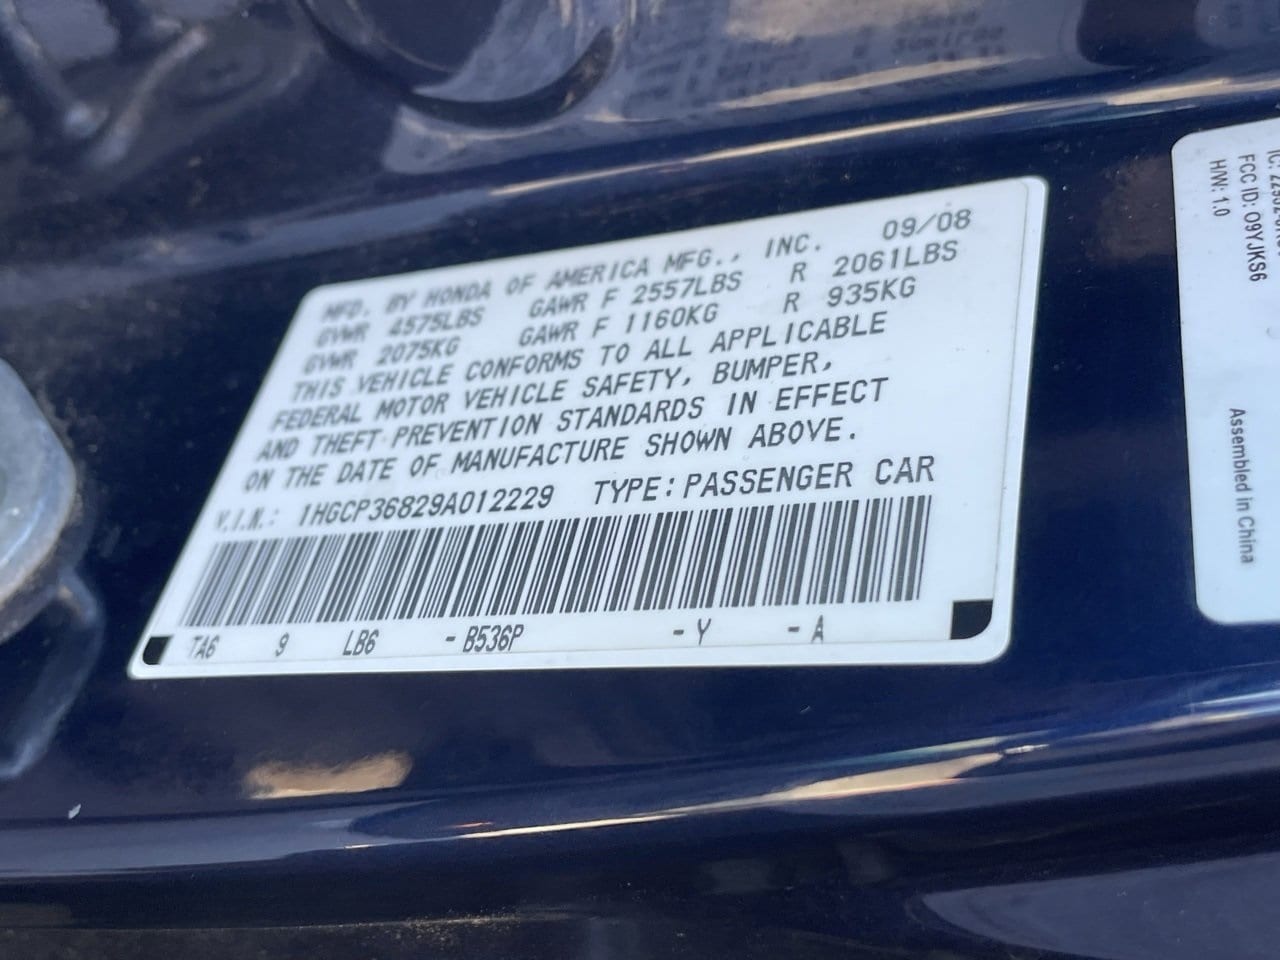 MFD. BY HONDA OF AMERICA MFG., INC. 09/08
GVWR 4575LBS GAWR F 2557LBS R 2061LBS
GVWR 2075KG GAWR F 1160KG R 935KG
THIS VEHICLE CONFORMS TO ALL APPLICABLE
FEDERAL MOTOR VEHICLE SAFETY, BUMPER,
AND THEFT PREVENTION STANDARDS IN EFFECT
ON THE DATE OF MANUFACTURE SHOWN ABOVE.
V.I.N.: 1HGCP36829A012229 TYPE: PASSENGER CAR
TA6 9 LB6 -B536P -Y -A
FCC ID: O9YJKS6
H/W: 1.0
Assembled in China